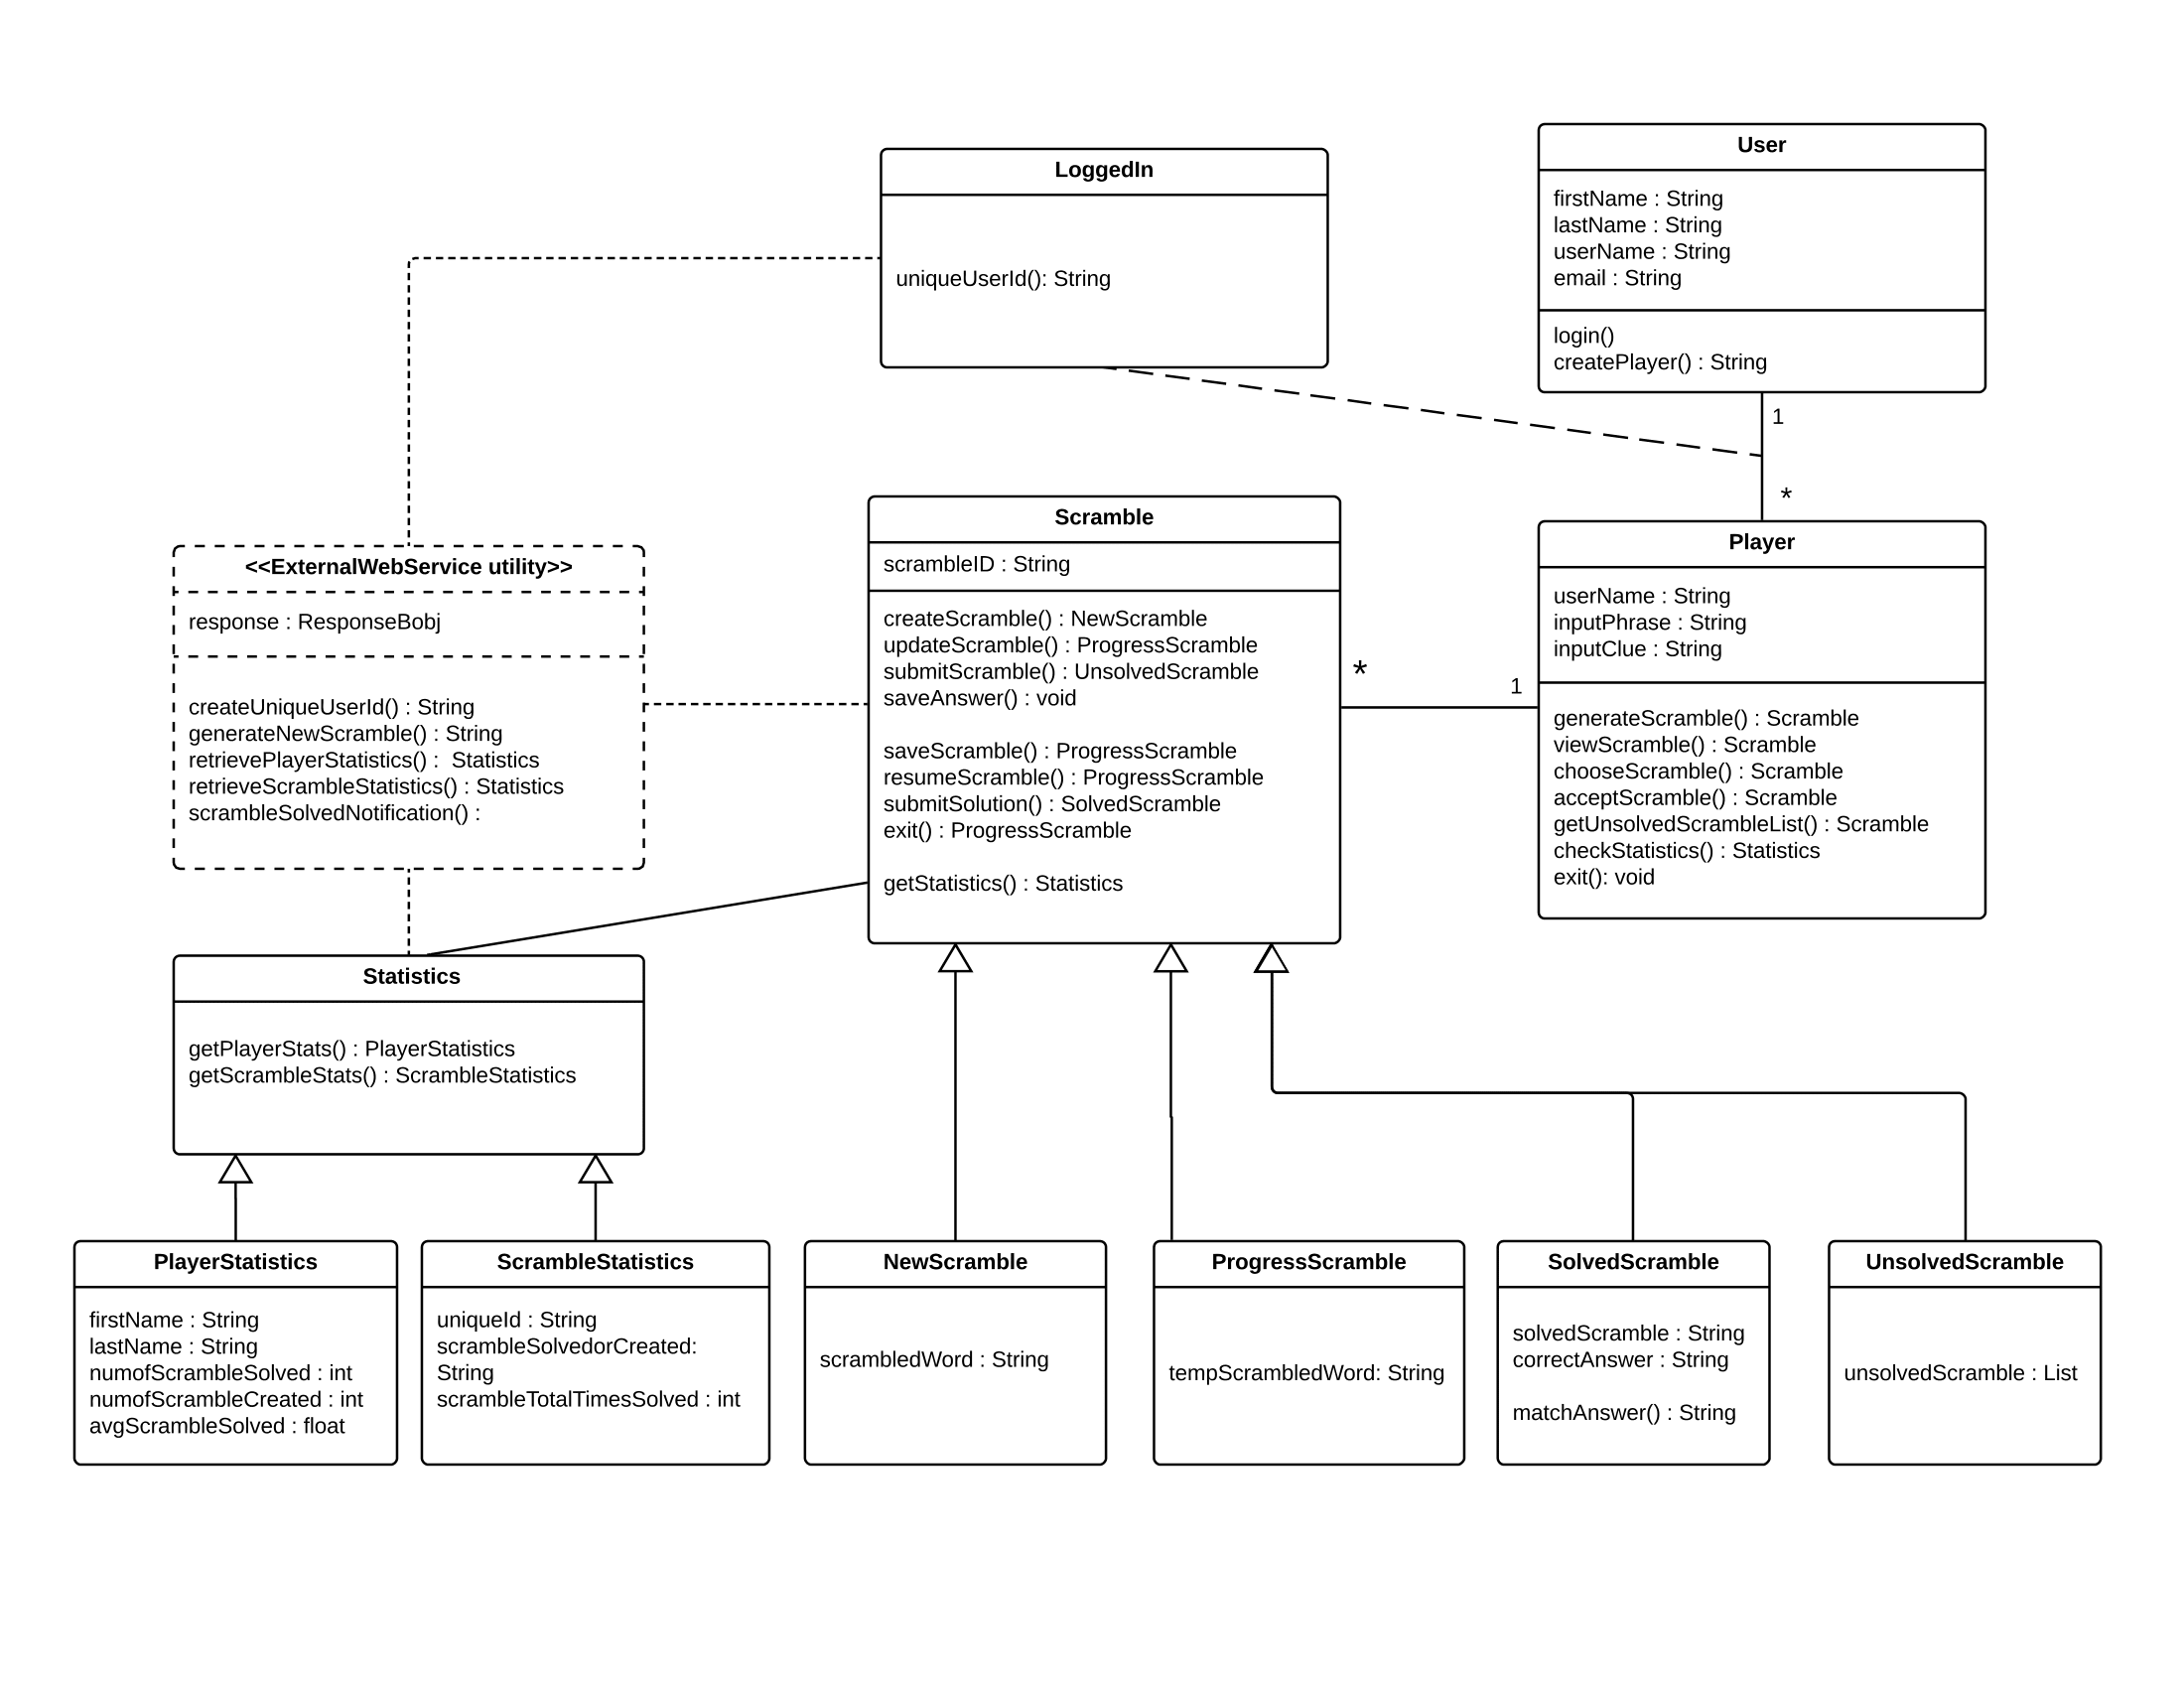 LoggedIn
uniqueUserId(): String
User
firstName : String
lastName : String
userName : String
email : String
login()
createPlayer() : String
1
*
<<ExternalWebService utility>>
response : ResponseBobj
createUniqueUserId() : String
generateNewScramble() : String
retrievePlayerStatistics() :  Statistics
retrieveScrambleStatistics() : Statistics
scrambleSolvedNotification() :
Scramble
scrambleID : String
createScramble() : NewScramble
updateScramble() : ProgressScramble
submitScramble() : UnsolvedScramble
saveAnswer() : void
saveScramble() : ProgressScramble
resumeScramble() : ProgressScramble
submitSolution() : SolvedScramble
exit() : ProgressScramble
getStatistics() : Statistics
*
1
Player
userName : String
inputPhrase : String
inputClue : String
generateScramble() : Scramble
viewScramble() : Scramble
chooseScramble() : Scramble
acceptScramble() : Scramble
getUnsolvedScrambleList() : Scramble
checkStatistics() : Statistics
exit(): void
Statistics
getPlayerStats() : PlayerStatistics
getScrambleStats() : ScrambleStatistics
PlayerStatistics
firstName : String
lastName : String
numofScrambleSolved : int
numofScrambleCreated : int
avgScrambleSolved : float
ScrambleStatistics
uniqueId : String
scrambleSolvedorCreated:
String
scrambleTotalTimesSolved : int
NewScramble
scrambledWord : String
ProgressScramble
tempScrambledWord: String
SolvedScramble
solvedScramble : String
correctAnswer : String
matchAnswer() : String
UnsolvedScramble
unsolvedScramble : List